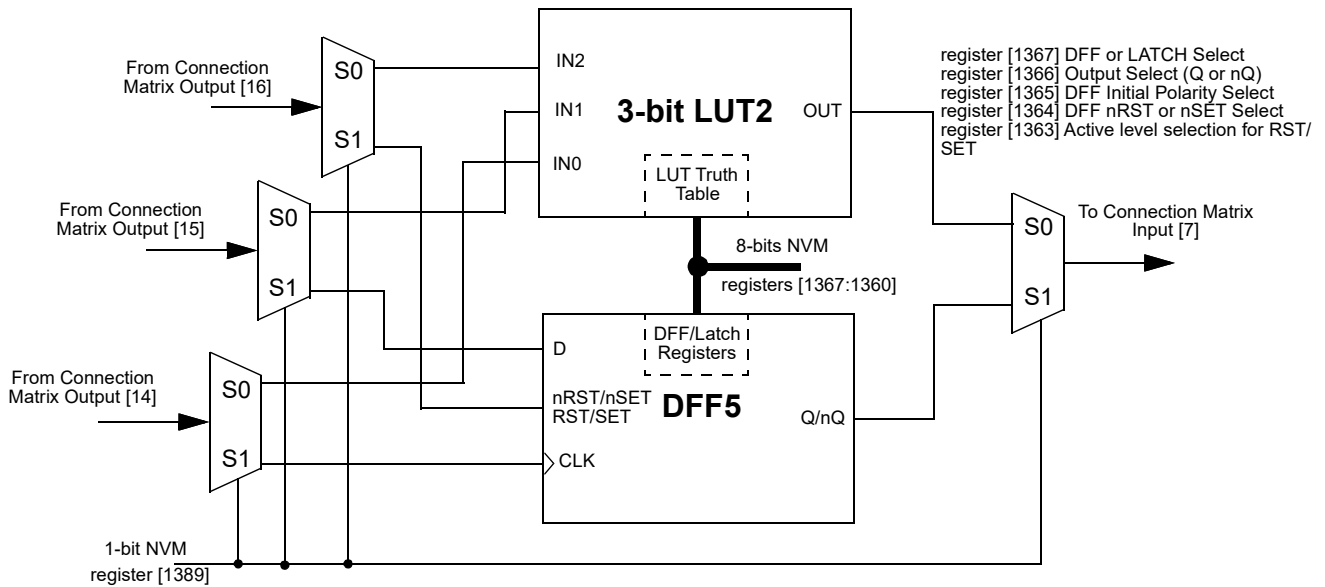 From Connection
Matrix Output [16]
S0
S1
From Connection
Matrix Output [15]
S0
S1
From Connection
Matrix Output [14]
S0
S1
1-bit NVM
register [1389]
IN2
IN1
IN0
3-bit LUT2
OUT
LUT Truth
Table
8-bits NVM
registers [1367:1360]
DFF/Latch
Registers
D
nRST/nSET
RST/SET
CLK
DFF5
Q/nQ
register [1367] DFF or LATCH Select
register [1366] Output Select (Q or nQ)
register [1365] DFF Initial Polarity Select
register [1364] DFF nRST or nSET Select
register [1363] Active level selection for RST/
SET
S0
S1
To Connection Matrix
Input [7]